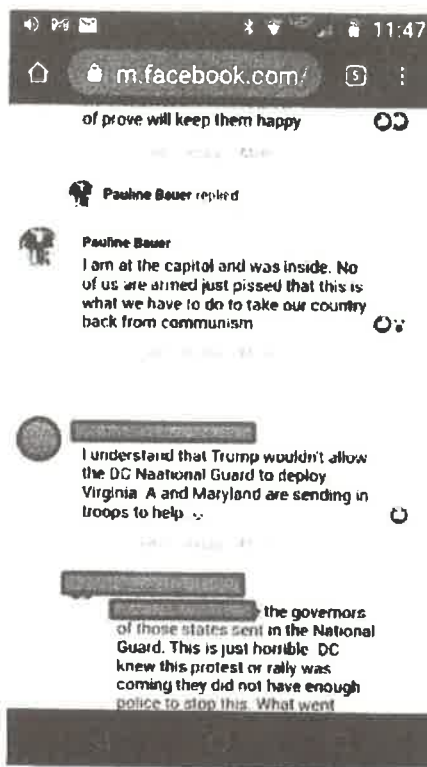 11:47
m.facebook.com/
5
of prove will keep them happy
Pauline Bauer replied
Pauline Bauer
I am at the capitol and was inside. No
of us are armed just pissed that this is
what we have to do to take our country
back from communism
I understand that Trump wouldn't allow
the DC Naational Guard to deploy
Virginia A and Maryland are sending in
troops to help
the governors
of those states sent in the National
Guard. This is just horrible DC
knew this protest or rally was
coming they did not have enough
police to stop this. What went